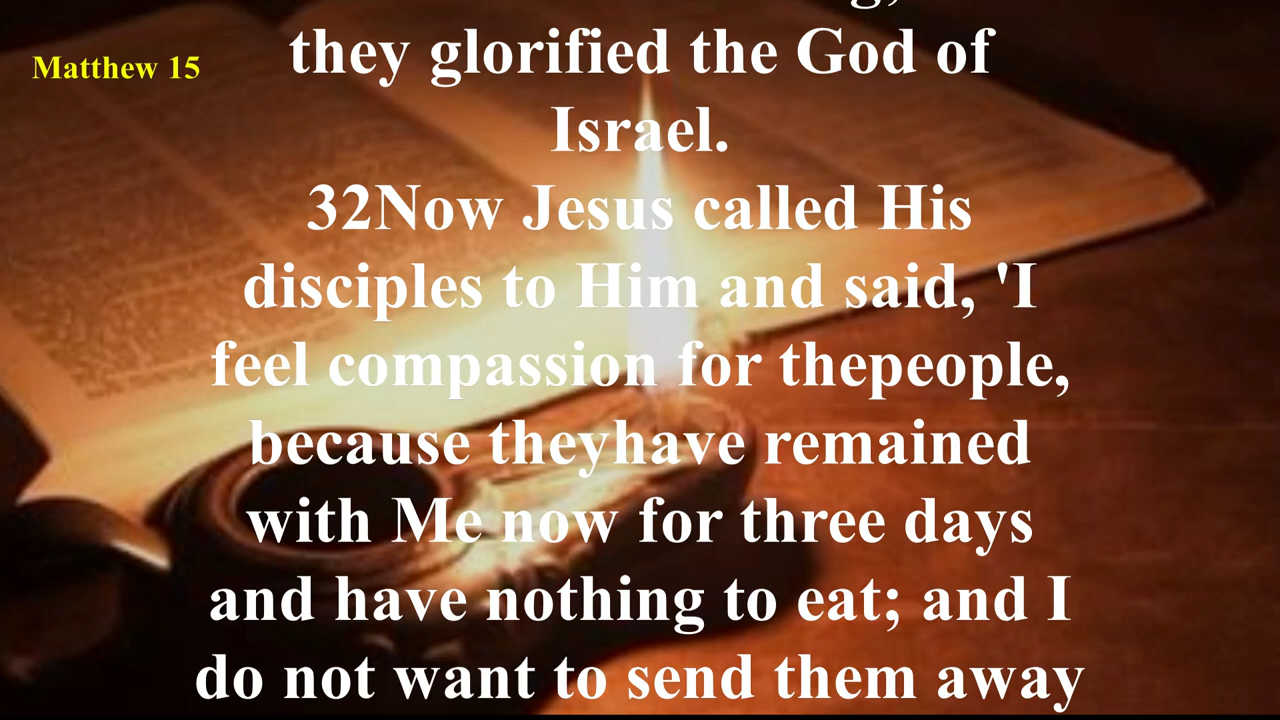 Matthew 15
they glorified the God of
Israel.
32Now Jesus called His
disciples to Him and said, 'I
feel compassion for thepeople,
because theyhave remained
with Me now for three days
and have nothing to eat; and I
do not want to send them away